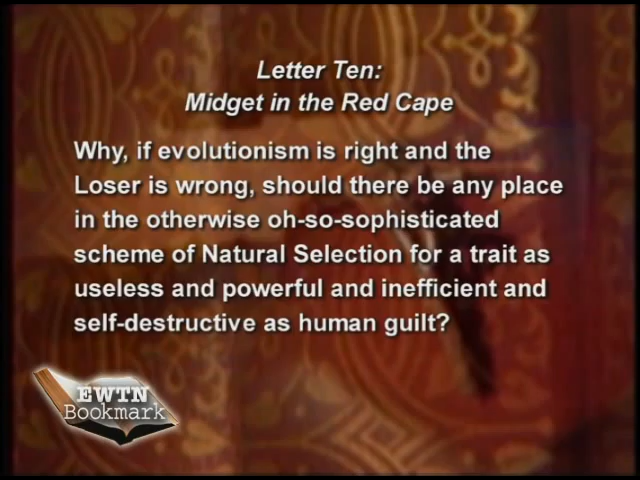 Letter Ten:
Midget in the Red Cape
Why, if evolutionism is right and the
Loser is wrong, should there be any place
in the otherwise oh-so-sophisticated
scheme of Natural Selection for a trait as
useless and powerful and inefficient and
self-destructive as human guilt?
EWTN
Bookmark